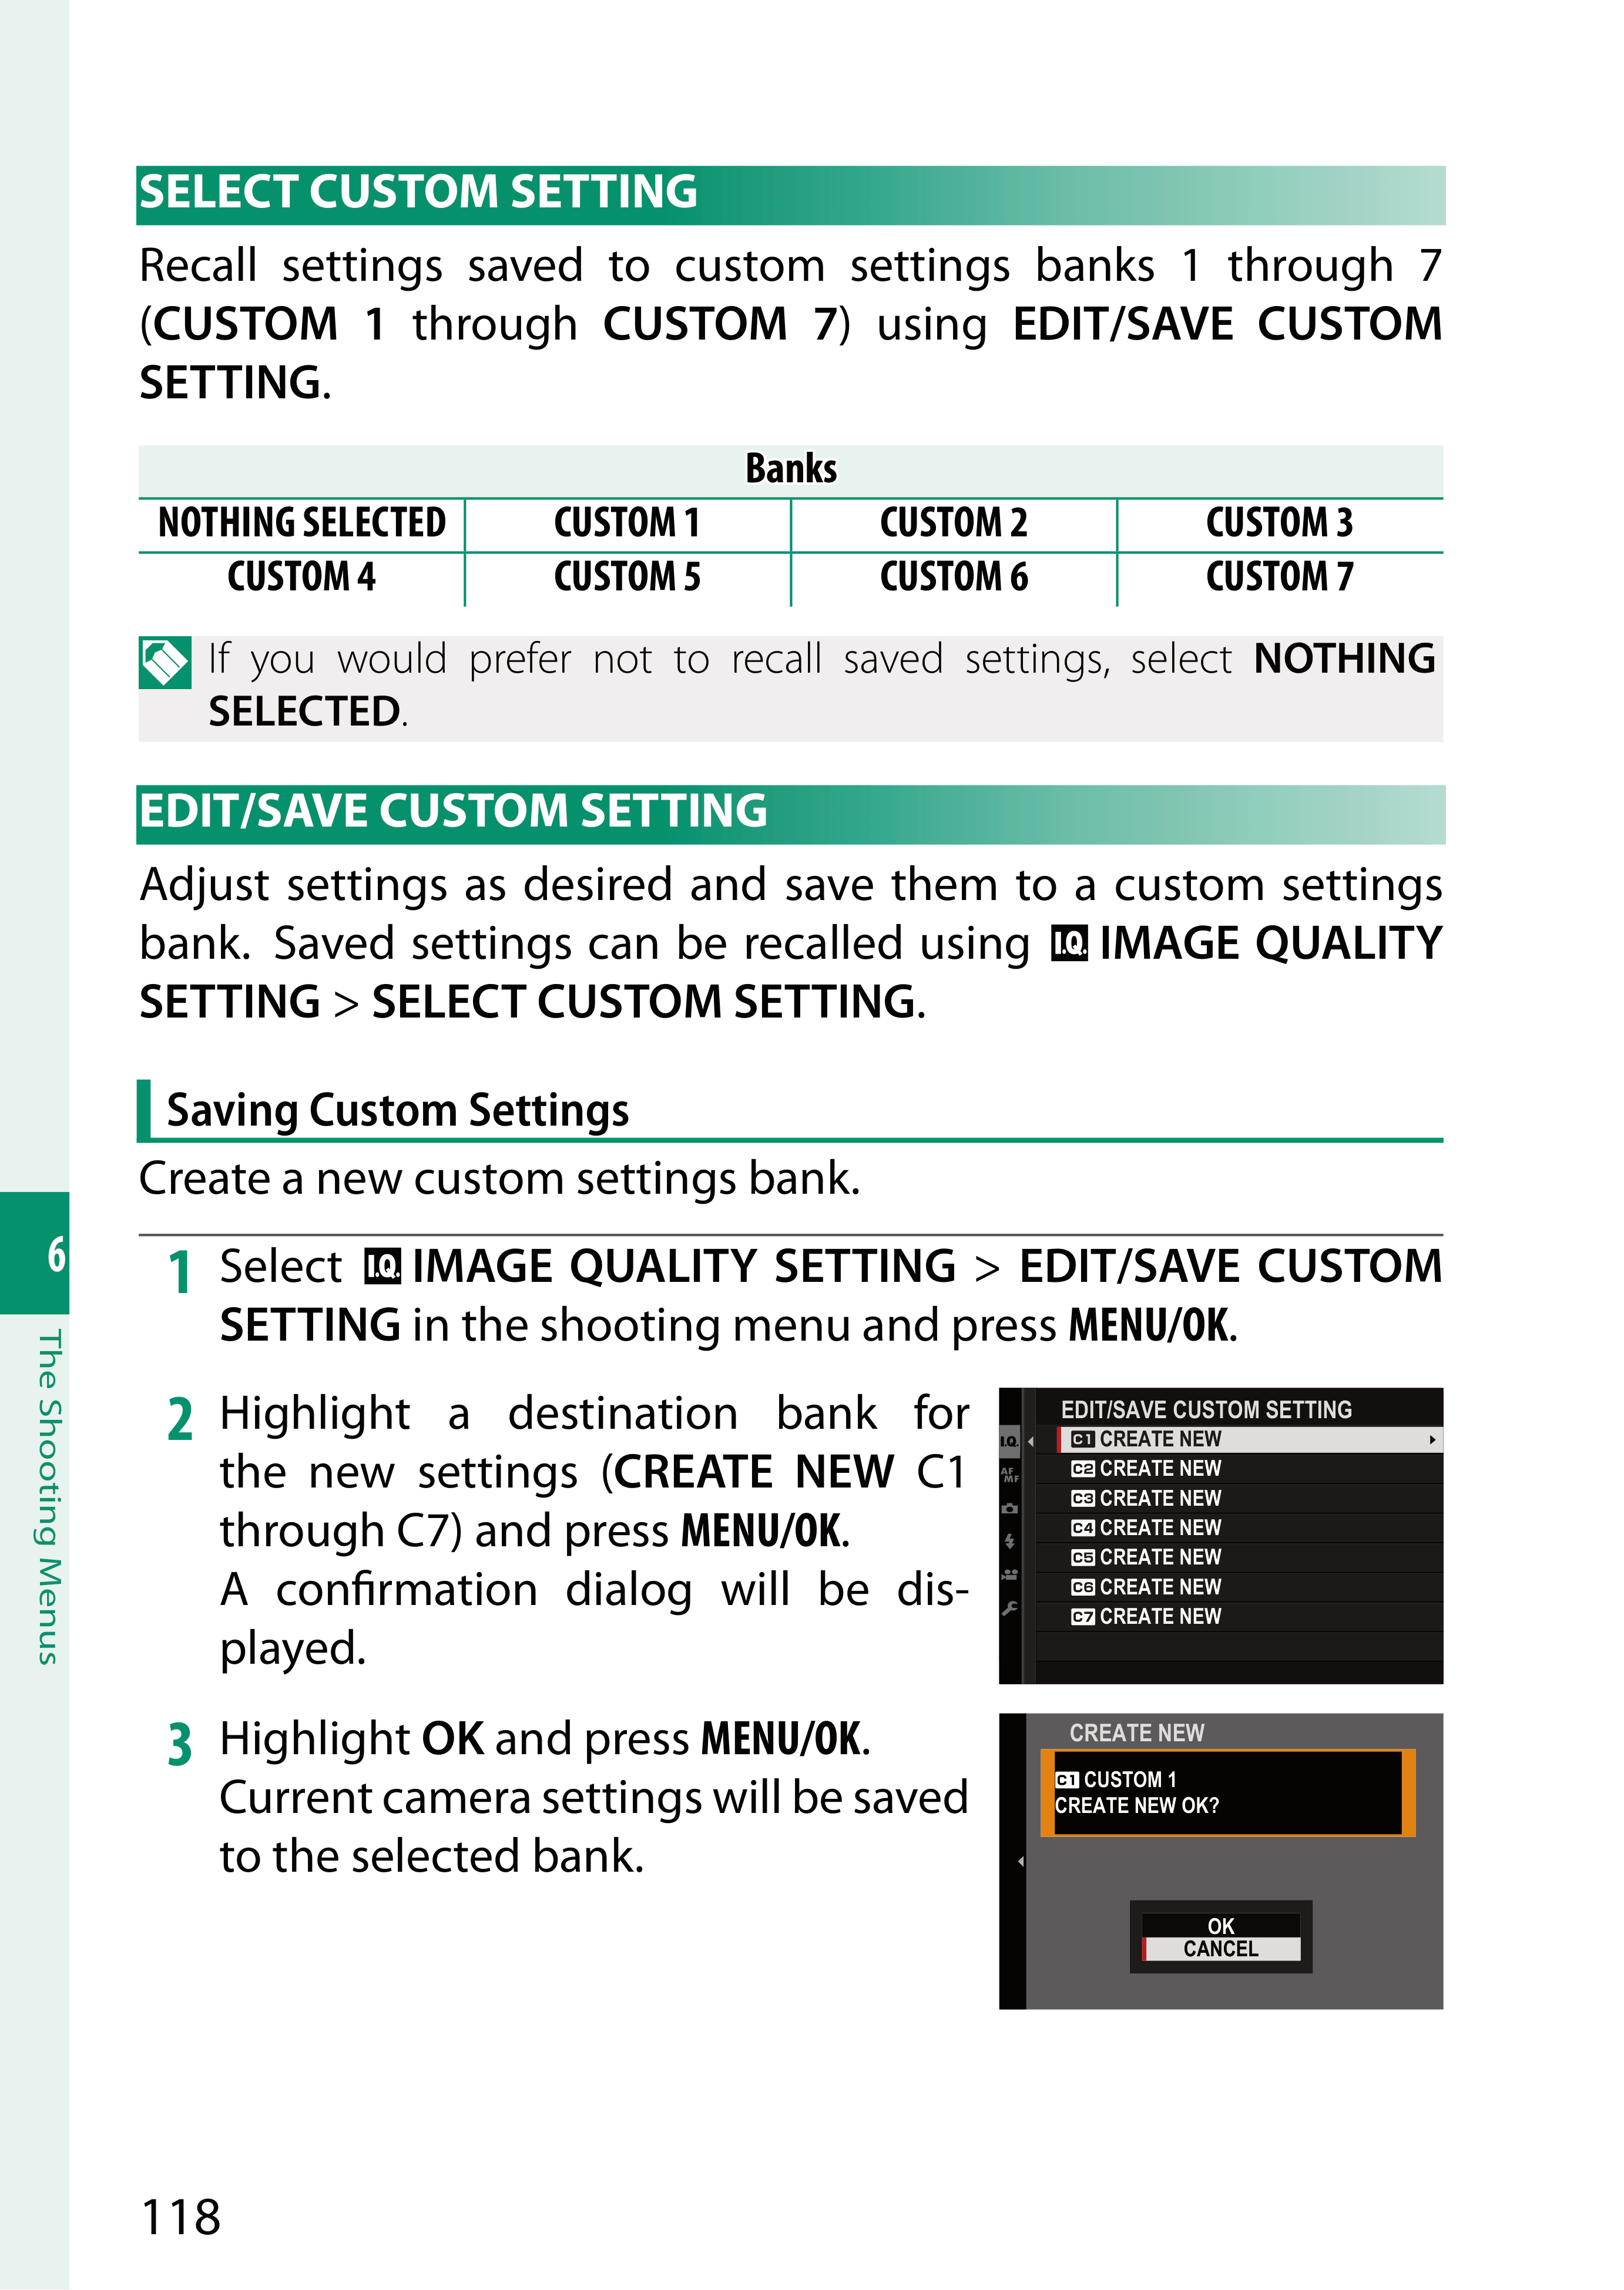 SELECT CUSTOM SETTING
Recall settings saved to custom settings banks 1 through 7
(CUSTOM 1 through CUSTOM 7) using EDIT/SAVE CUSTOM
SETTING.
Banks
NOTHING SELECTED CUSTOM 1 CUSTOM 2 CUSTOM 3
CUSTOM 4 CUSTOM 5 CUSTOM 6 CUSTOM 7
If you would prefer not to recall saved settings, select NOTHING
SELECTED.
EDIT/SAVE CUSTOM SETTING
Adjust settings as desired and save them to a custom settings
bank. Saved settings can be recalled using I.Q. IMAGE QUALITY
SETTING > SELECT CUSTOM SETTING.
Saving Custom Settings
Create a new custom settings bank.
1 Select I.Q. IMAGE QUALITY SETTING > EDIT/SAVE CUSTOM
SETTING in the shooting menu and press MENU/OK.
2 Highlight a destination bank for
the new settings (CREATE NEW C1
through C7) and press MENU/OK.
A confirmation dialog will be dis-
played.
EDIT/SAVE CUSTOM SETTING
I.Q.
AF
MF
C1 CREATE NEW
C2 CREATE NEW
C3 CREATE NEW
C4 CREATE NEW
C5 CREATE NEW
C6 CREATE NEW
C7 CREATE NEW
3 Highlight OK and press MENU/OK.
Current camera settings will be saved
to the selected bank.
CREATE NEW
C1 CUSTOM 1
CREATE NEW OK?
OK
CANCEL
6
The Shooting Menus
118